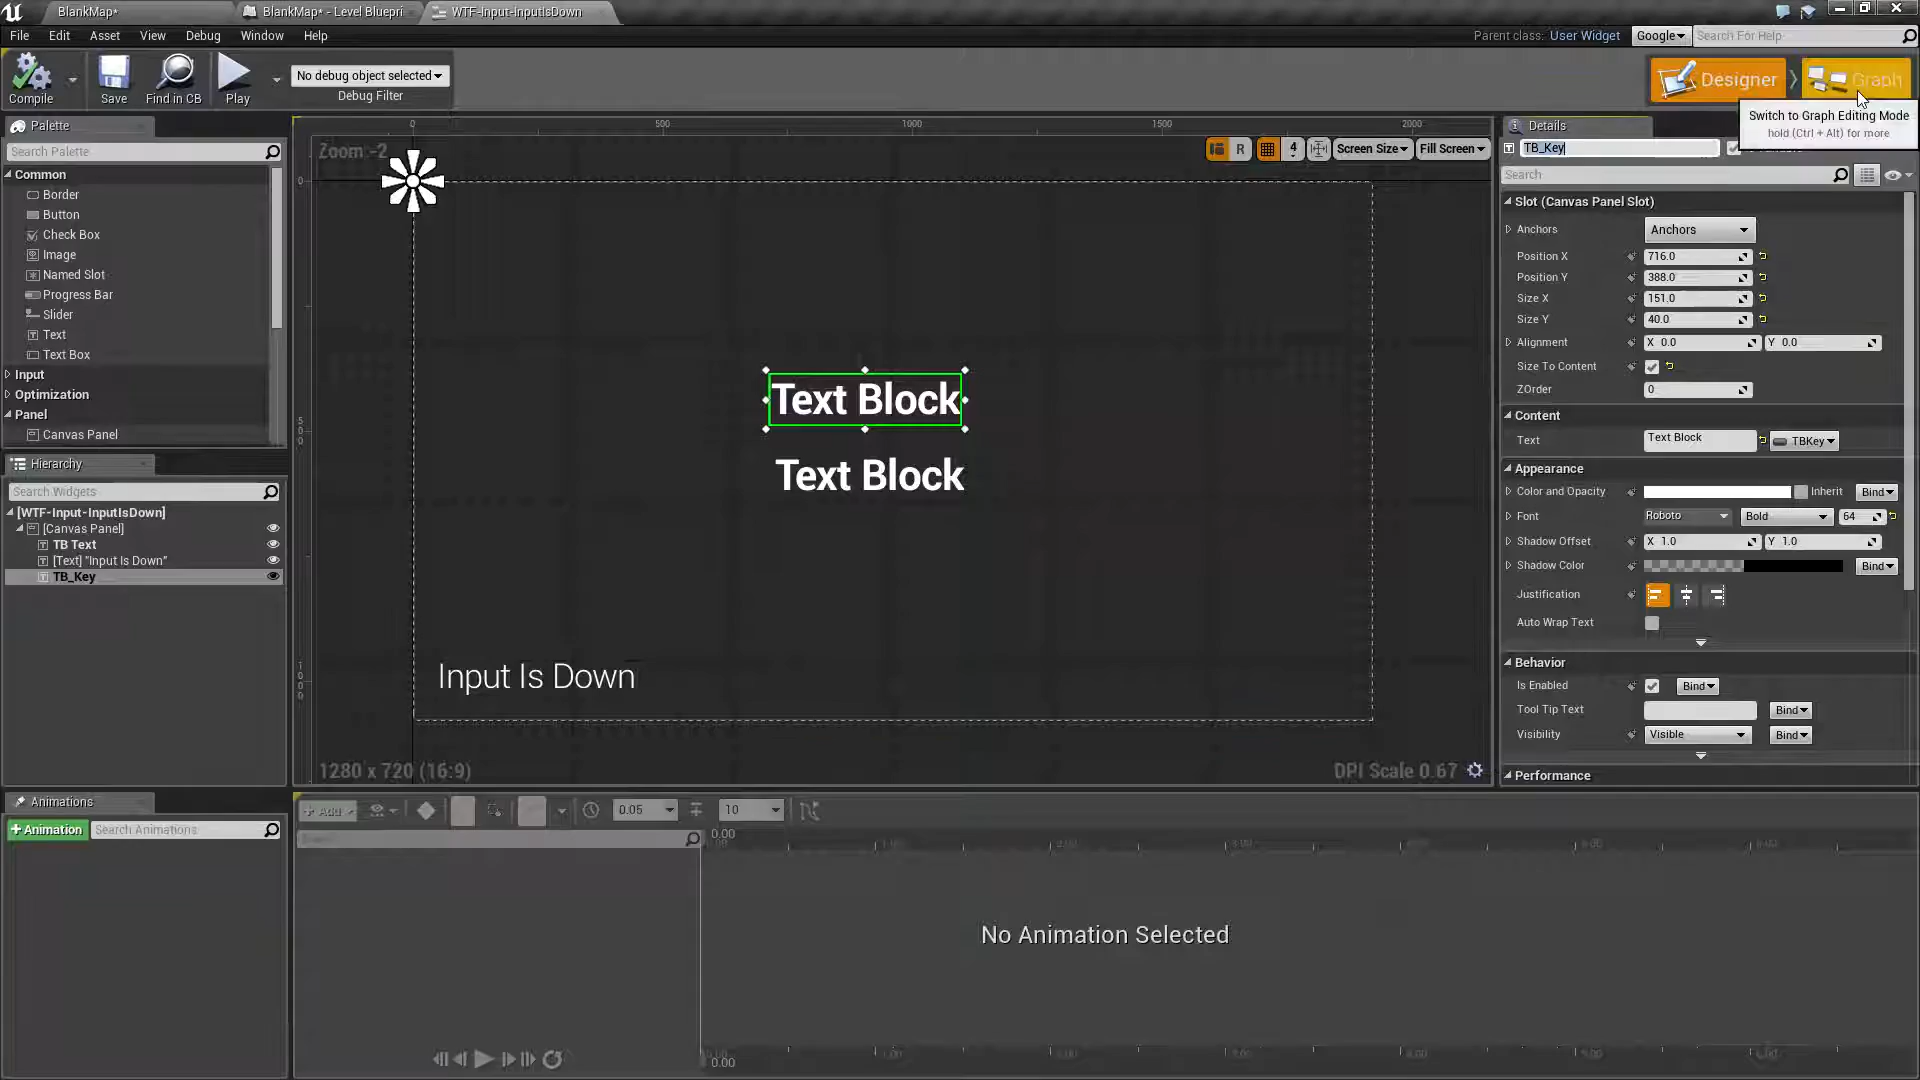 BlankMap*
BlankMap* - Level Bluepri
WTF-Input-InputIsDown
File Edit Asset View Debug Window Help
Parent class: User Widget Google Search For Help
Compile
Save
Find in CB
Play
No debug object selected
Debug Filter
Designer
Graph
Switch to Graph Editing Mode
hold (Ctrl + Alt) for more
Palette
Search Palette
Common
Border
Button
Check Box
Image
Named Slot
Progress Bar
Slider
Text
Text Box
Input
Optimization
Panel
Canvas Panel
Hierarchy
Search Widgets
[WTF-Input-InputIsDown]
[Canvas Panel]
TB Text
[Text] "Input Is Down"
TB_Key
Animations
+ Animation Search Animations
0 500 1000 1500 2000
Zoom -2
R
4
Screen Size
Fill Screen
0
500
1000
Text Block
Text Block
Input Is Down
1280 x 720 (16:9)
DPI Scale 0.67
Details
TB_Key
Search
Slot (Canvas Panel Slot)
Anchors Anchors
Position X 716.0
Position Y 388.0
Size X 151.0
Size Y 40.0
Alignment X 0.0 Y 0.0
Size To Content
ZOrder 0
Content
Text Text Block TBKey
Appearance
Color and Opacity Inherit Bind
Font Roboto Bold 64
Shadow Offset X 1.0 Y 1.0
Shadow Color Bind
Justification
Auto Wrap Text
Behavior
Is Enabled Bind
Tool Tip Text Bind
Visibility Visible Bind
Performance
+ Add
0.05
10
0.00
No Animation Selected
0.00